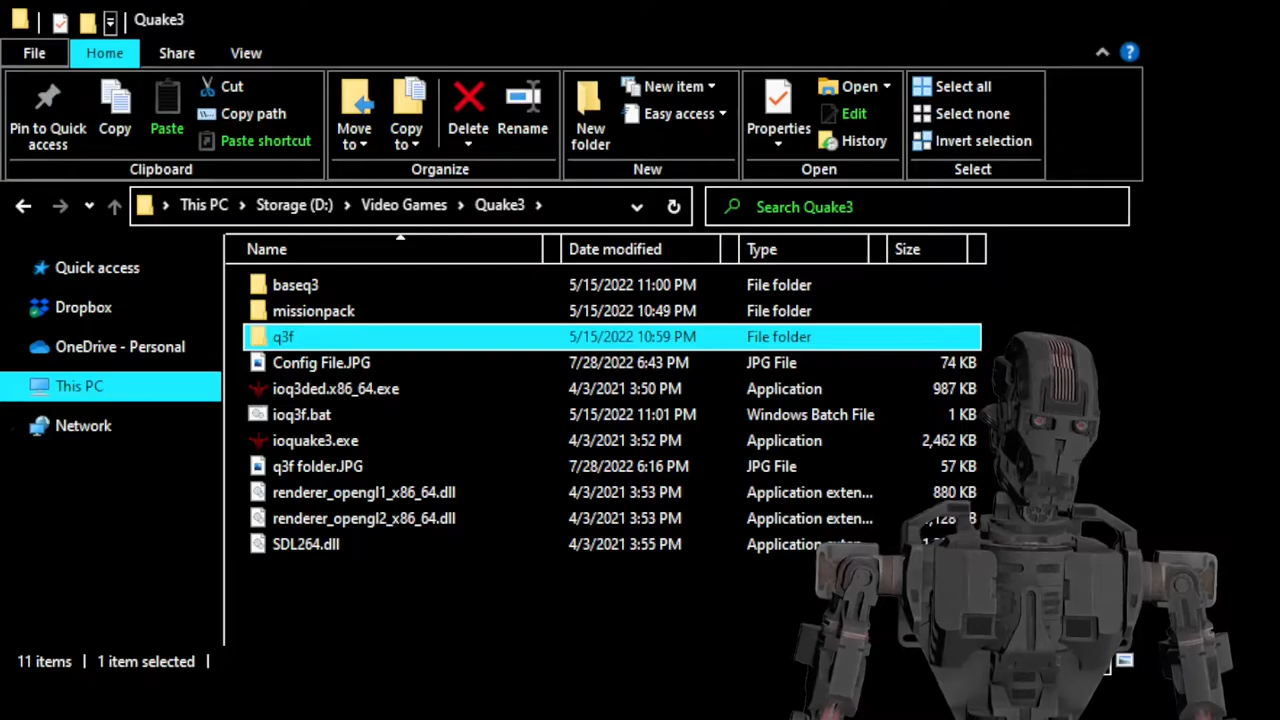 Quake3
File Home Share View
Pin to Quick access
Copy
Paste
Cut
Copy path
Paste shortcut
Clipboard
Move to
Copy to
Delete
Rename
Organize
New folder
New item
Easy access
New
Properties
Open
Edit
History
Open
Select all
Select none
Invert selection
Select
This PC Storage (D:) Video Games Quake3
Search Quake3
Quick access
Dropbox
OneDrive - Personal
This PC
Network
Name Date modified Type Size
baseq3 5/15/2022 11:00 PM File folder
missionpack 5/15/2022 10:49 PM File folder
q3f 5/15/2022 10:59 PM File folder
Config File.JPG 7/28/2022 6:43 PM JPG File 74 KB
ioq3ded.x86_64.exe 4/3/2021 3:50 PM Application 987 KB
ioq3f.bat 5/15/2022 11:01 PM Windows Batch File 1 KB
ioquake3.exe 4/3/2021 3:52 PM Application 2,462 KB
q3f folder.JPG 7/28/2022 6:16 PM JPG File 57 KB
renderer_opengl1_x86_64.dll 4/3/2021 3:53 PM Application exten... 880 KB
renderer_opengl2_x86_64.dll 4/3/2021 3:53 PM Application exten... KB
SDL264.dll 4/3/2021 3:55 PM Application
11 items 1 item selected